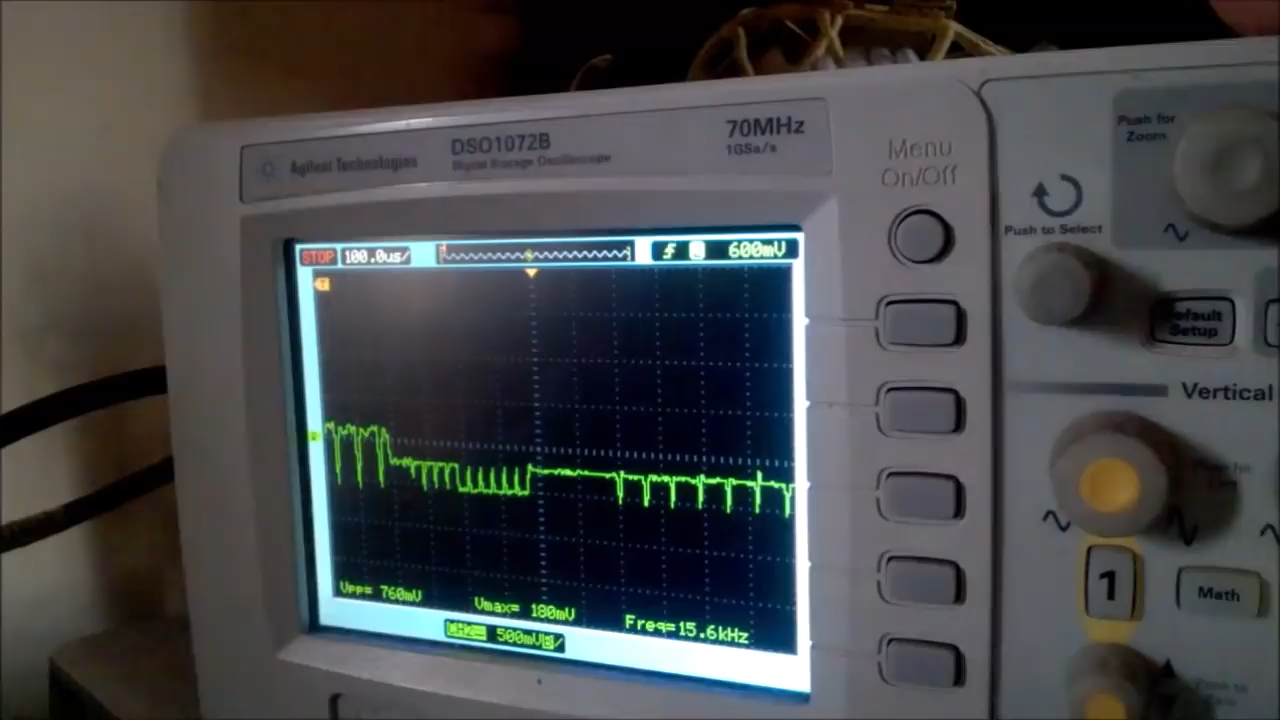 Agilent Technologies
DSO1072B
Digital Storage Oscilloscope
70MHz
1GSa/s
Menu
On/Off
Push for
Zoom
Push to Select
Default
Setup
STOP
100.0us/
600mV
Vertical
Vpp= 760mV
Vmax= 180mV
Freq=15.6kHz
500mV
1
Math